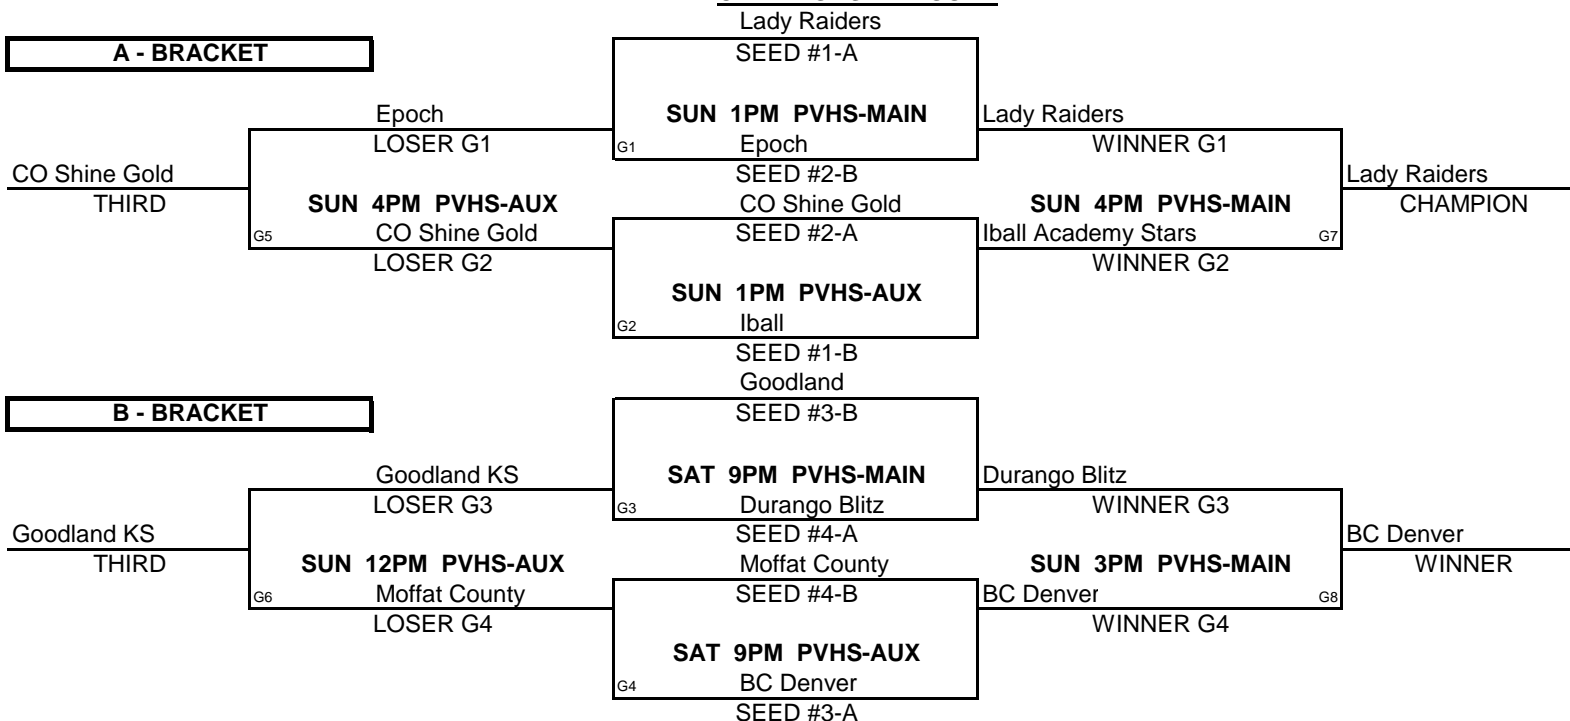 Lady Raiders
A - BRACKET
SEED #1-A
Epoch
SUN 1PM PVHS-MAIN
Lady Raiders
LOSER G1
G1
Epoch
WINNER G1
CO Shine Gold
SEED #2-B
Lady Raiders
THIRD
SUN 4PM PVHS-AUX
CO Shine Gold
SUN 4PM PVHS-MAIN
CHAMPION
G5
CO Shine Gold
SEED #2-A
Iball Academy Stars
G7
LOSER G2
WINNER G2
SUN 1PM PVHS-AUX
G2
Iball
SEED #1-B
Goodland
B - BRACKET
SEED #3-B
Goodland KS
SAT 9PM PVHS-MAIN
Durango Blitz
LOSER G3
G3
Durango Blitz
WINNER G3
Goodland KS
SEED #4-A
BC Denver
THIRD
SUN 12PM PVHS-AUX
Moffat County
SUN 3PM PVHS-MAIN
WINNER
G6
Moffat County
SEED #4-B
BC Denver
G8
LOSER G4
WINNER G4
SAT 9PM PVHS-AUX
G4
BC Denver
SEED #3-A